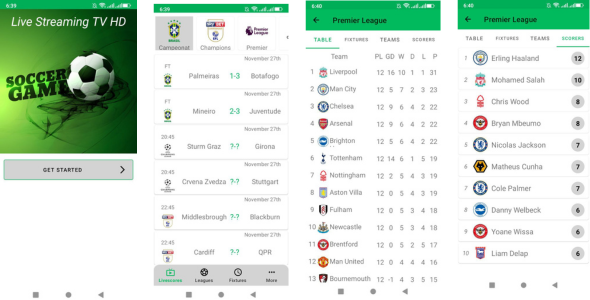 6:39
Live Streaming TV HD
SOCCER
GAME
GET STARTED
6:39
BRASIL
SKY BET
EFL
Premier
League
Campeonat Champions Premier
November 27th
FT
Palmeiras 1-3 Botafogo
November 27th
FT
Mineiro 2-3 Juventude
November 27th
20:45
Sturm Graz ?-? Girona
November 27th
20:45
Crvena Zvezda ?-? Stuttgart
November 27th
22:45
Middlesbrough ?-? Blackburn
November 27th
22:45
Cardiff ?-? QPR
Livescores Leagues Fixtures More
6:40
Premier League
TABLE FIXTURES TEAMS SCORERS
Team PL GD W D L P
1 Liverpool 12 16 10 1 1 31
2 Man City 12 5 7 2 3 23
3 Chelsea 12 9 6 4 2 22
4 Arsenal 12 9 6 4 2 22
5 Brighton 12 5 6 4 2 22
6 Tottenham 12 14 6 1 5 19
7 Nottingham 12 2 5 4 3 19
8 Aston Villa 12 0 5 4 3 19
9 Fulham 12 0 5 3 4 18
10 Newcastle 12 0 5 3 4 18
11 Brentford 12 0 5 2 5 17
12 Man United 12 0 4 4 4 16
13 Bournemouth 12 -1 4 3 5 15
6:40
Premier League
TABLE FIXTURES TEAMS SCORERS
1 Erling Haaland 12
2 Mohamed Salah 10
3 Chris Wood 8
4 Bryan Mbeumo 8
5 Nicolas Jackson 7
6 Matheus Cunha 7
7 Cole Palmer 7
8 Danny Welbeck 6
9 Yoane Wissa 6
10 Liam Delap 6